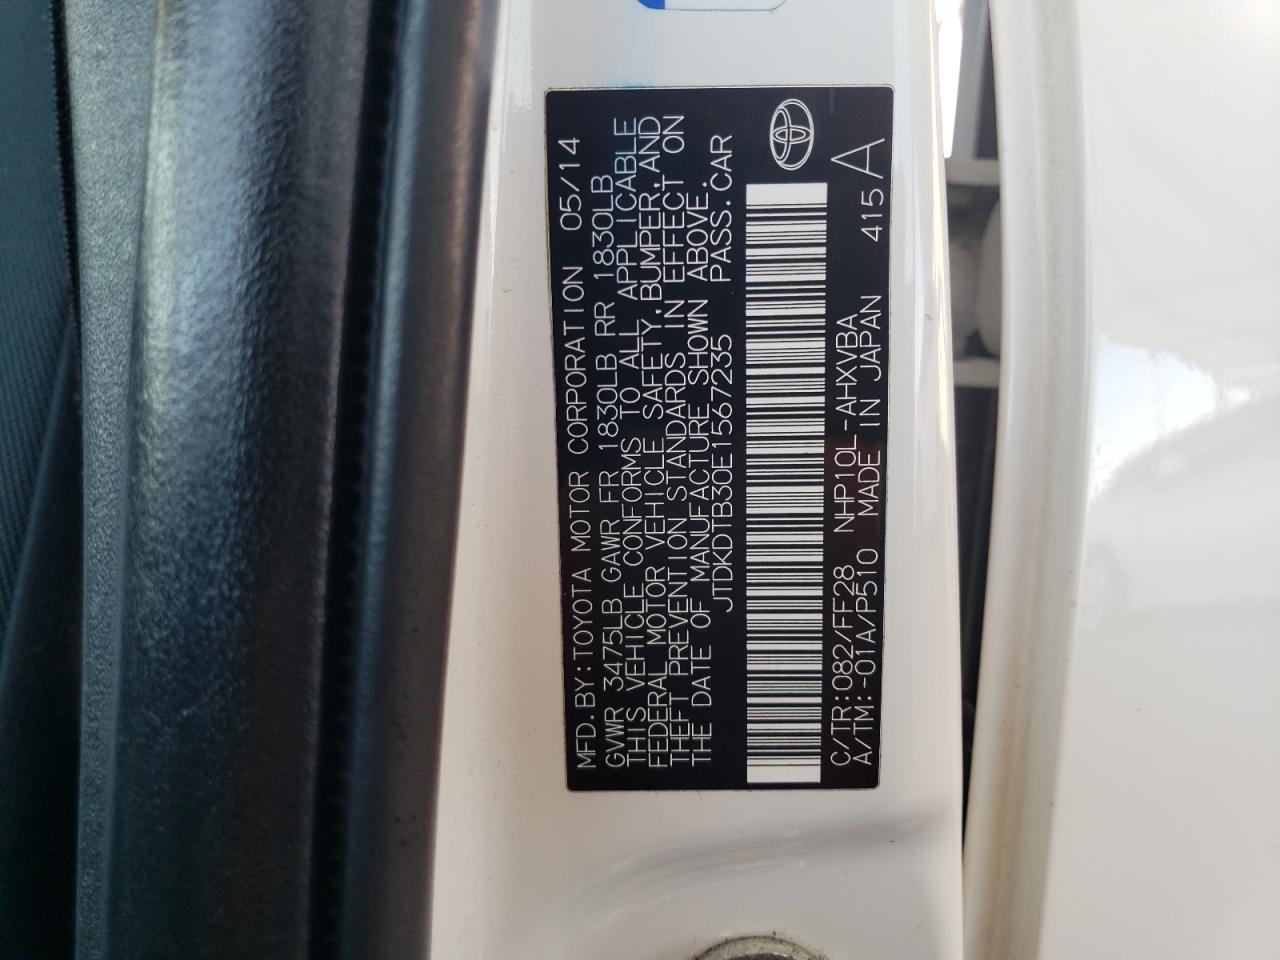 MFD.BY:TOYOTA MOTOR CORPORATION 05/14
GVWR 3475LB GAWR FR 1830LB RR 1830LB
THIS VEHICLE CONFORMS TO ALL APPLICABLE
FEDERAL MOTOR VEHICLE SAFETY,BUMPER,AND
THEFT PREVENTION STANDARDS IN EFFECT ON
THE DATE OF MANUFACTURE SHOWN ABOVE.
JTDKDTB30E1567235 PASS.CAR
C/TR:082/FF28 NHP10L-AHXVBA
A/TM:-01A/P510 MADE IN JAPAN 415 A